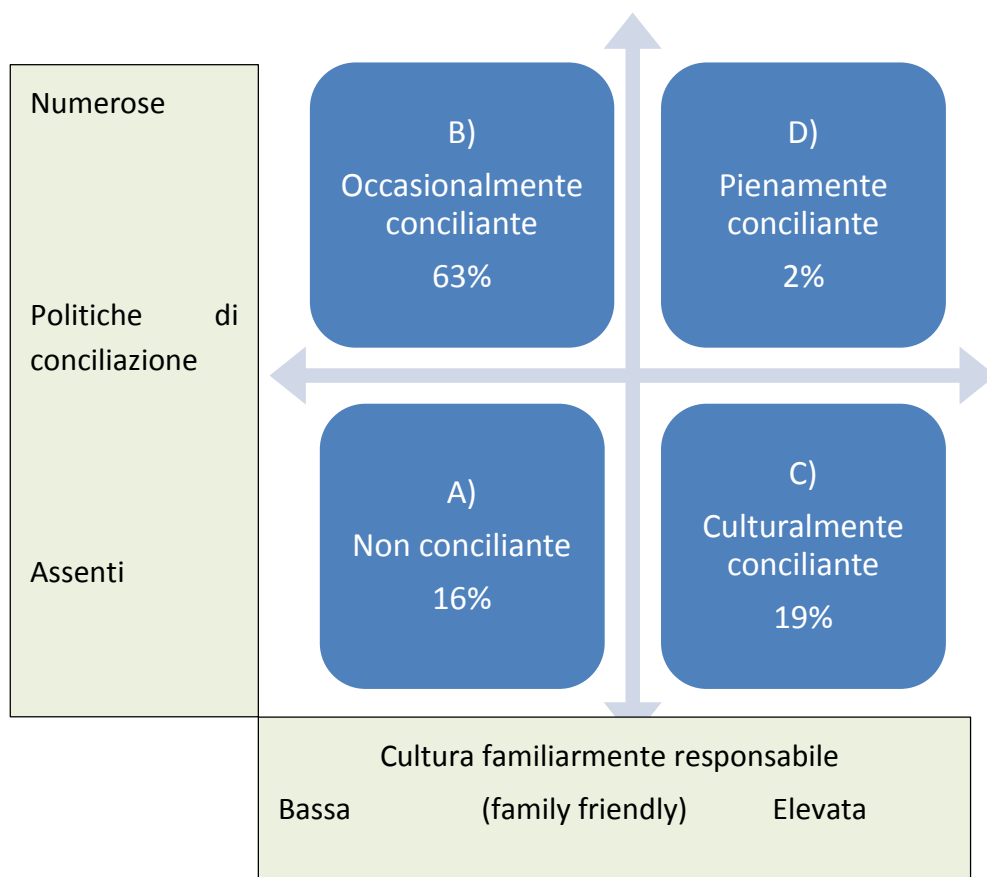 Numerose
Politiche di
conciliazione
Assenti
B)
Occasionalmente
conciliante
63%
D)
Pienamente
conciliante
2%
A)
Non conciliante
16%
C)
Culturalmente
conciliante
19%
Cultura familiarmente responsabile
Bassa (family friendly) Elevata